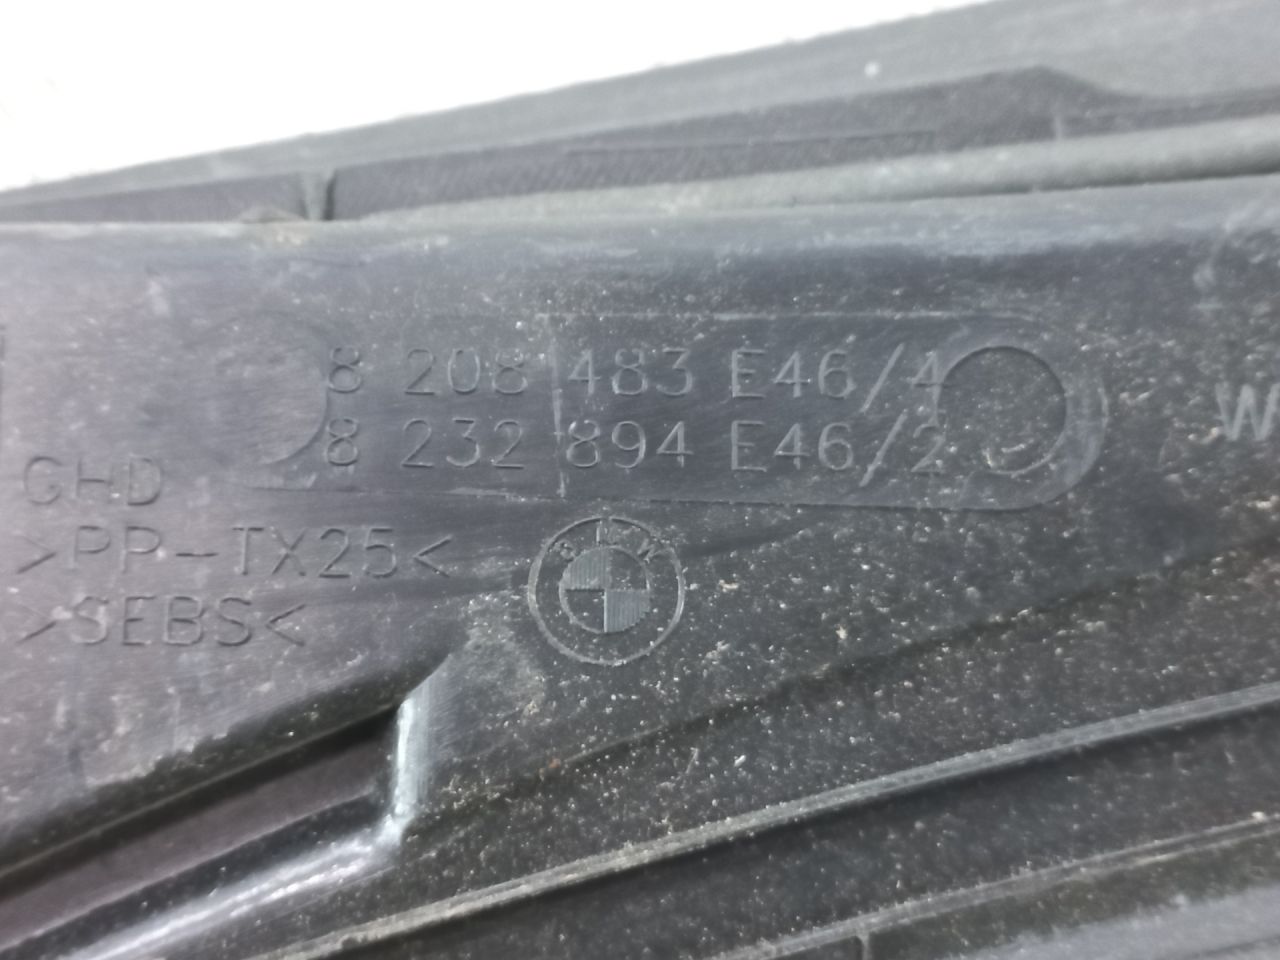 8 208 483 E46/4
8 232 894 E46/2
W
GHD
>PP-TX25<
>SEBS<
BMW